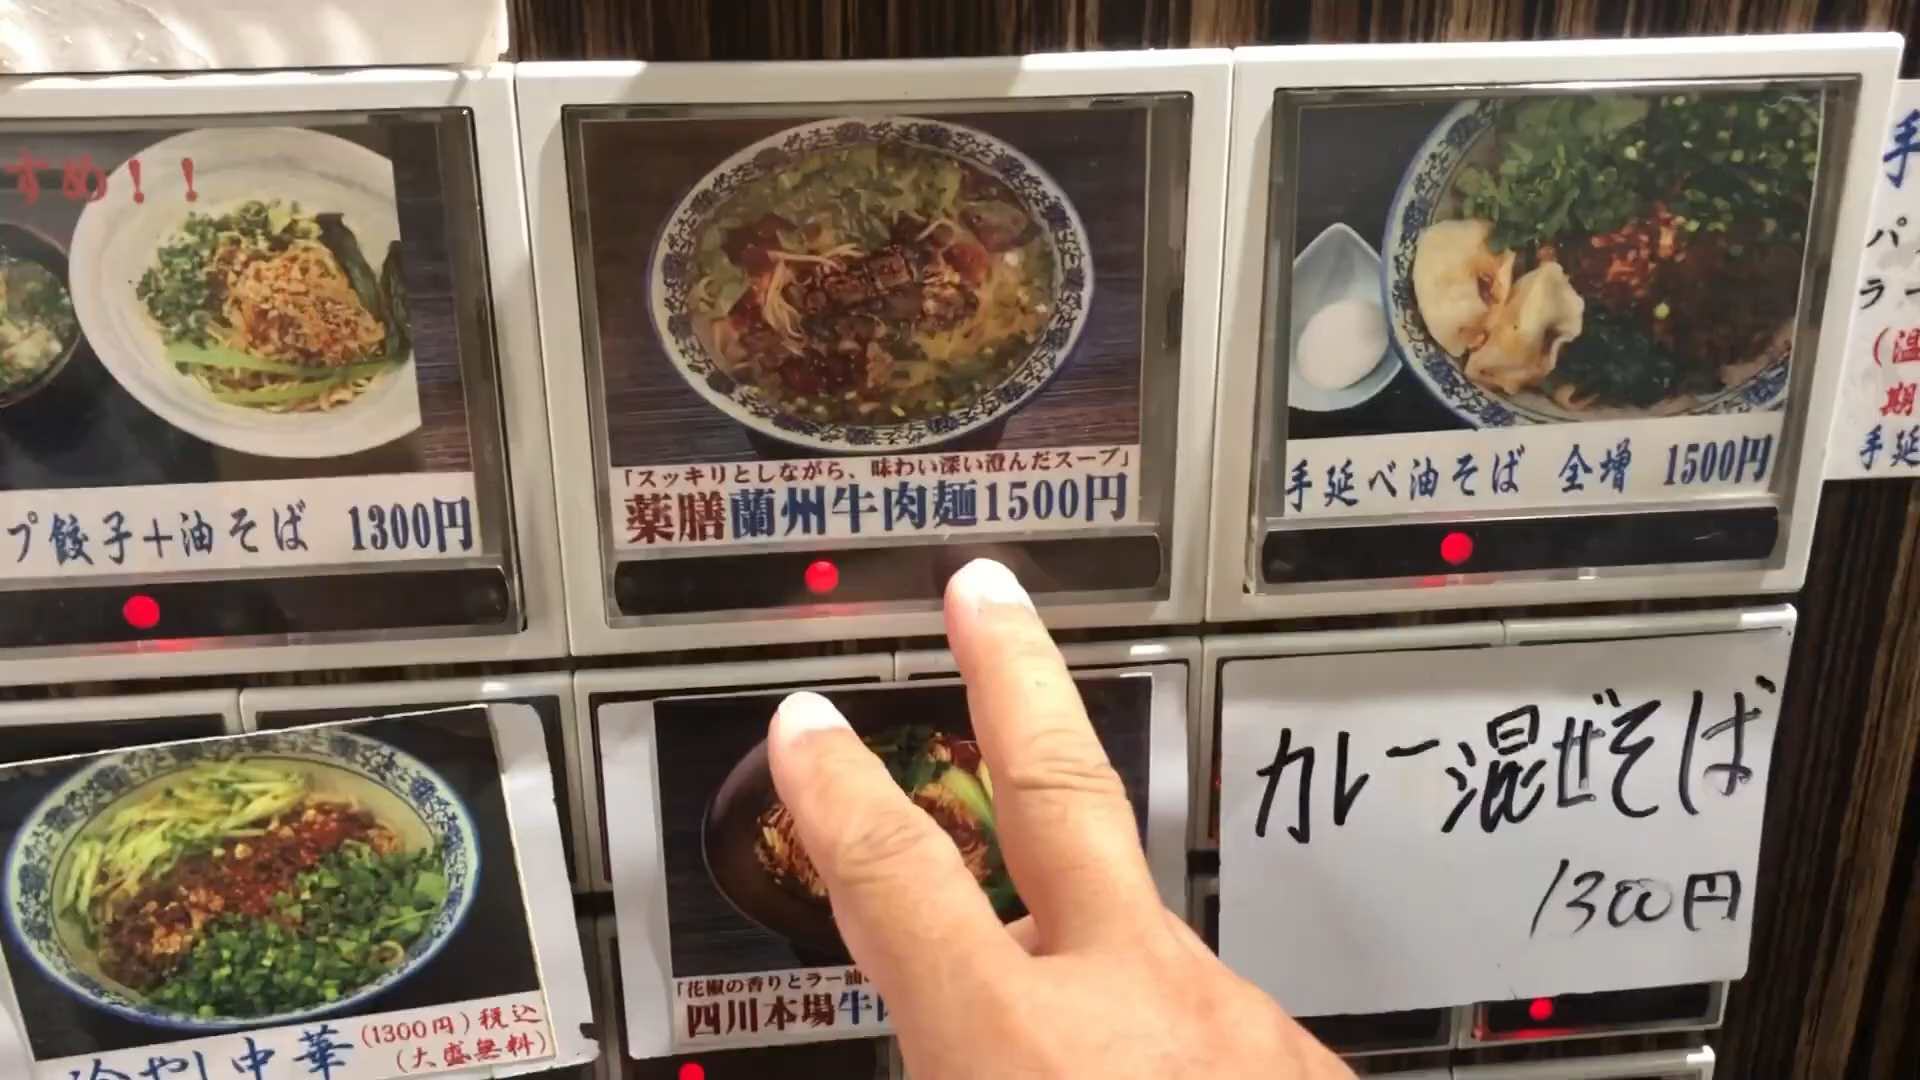 すめ！！
プ餃子＋油そば 1300円
「スッキリとしながら、味わい深い澄んだスープ」
薬膳蘭州牛肉麺1500円
手延べ油そば 全増 1500円
手
パ
ラー
(温
期
手延
冷やし中華
(1300円)税込
(大盛無料)
「花椒の香りとラー油
四川本場牛
カレー混ぜそば
1300円